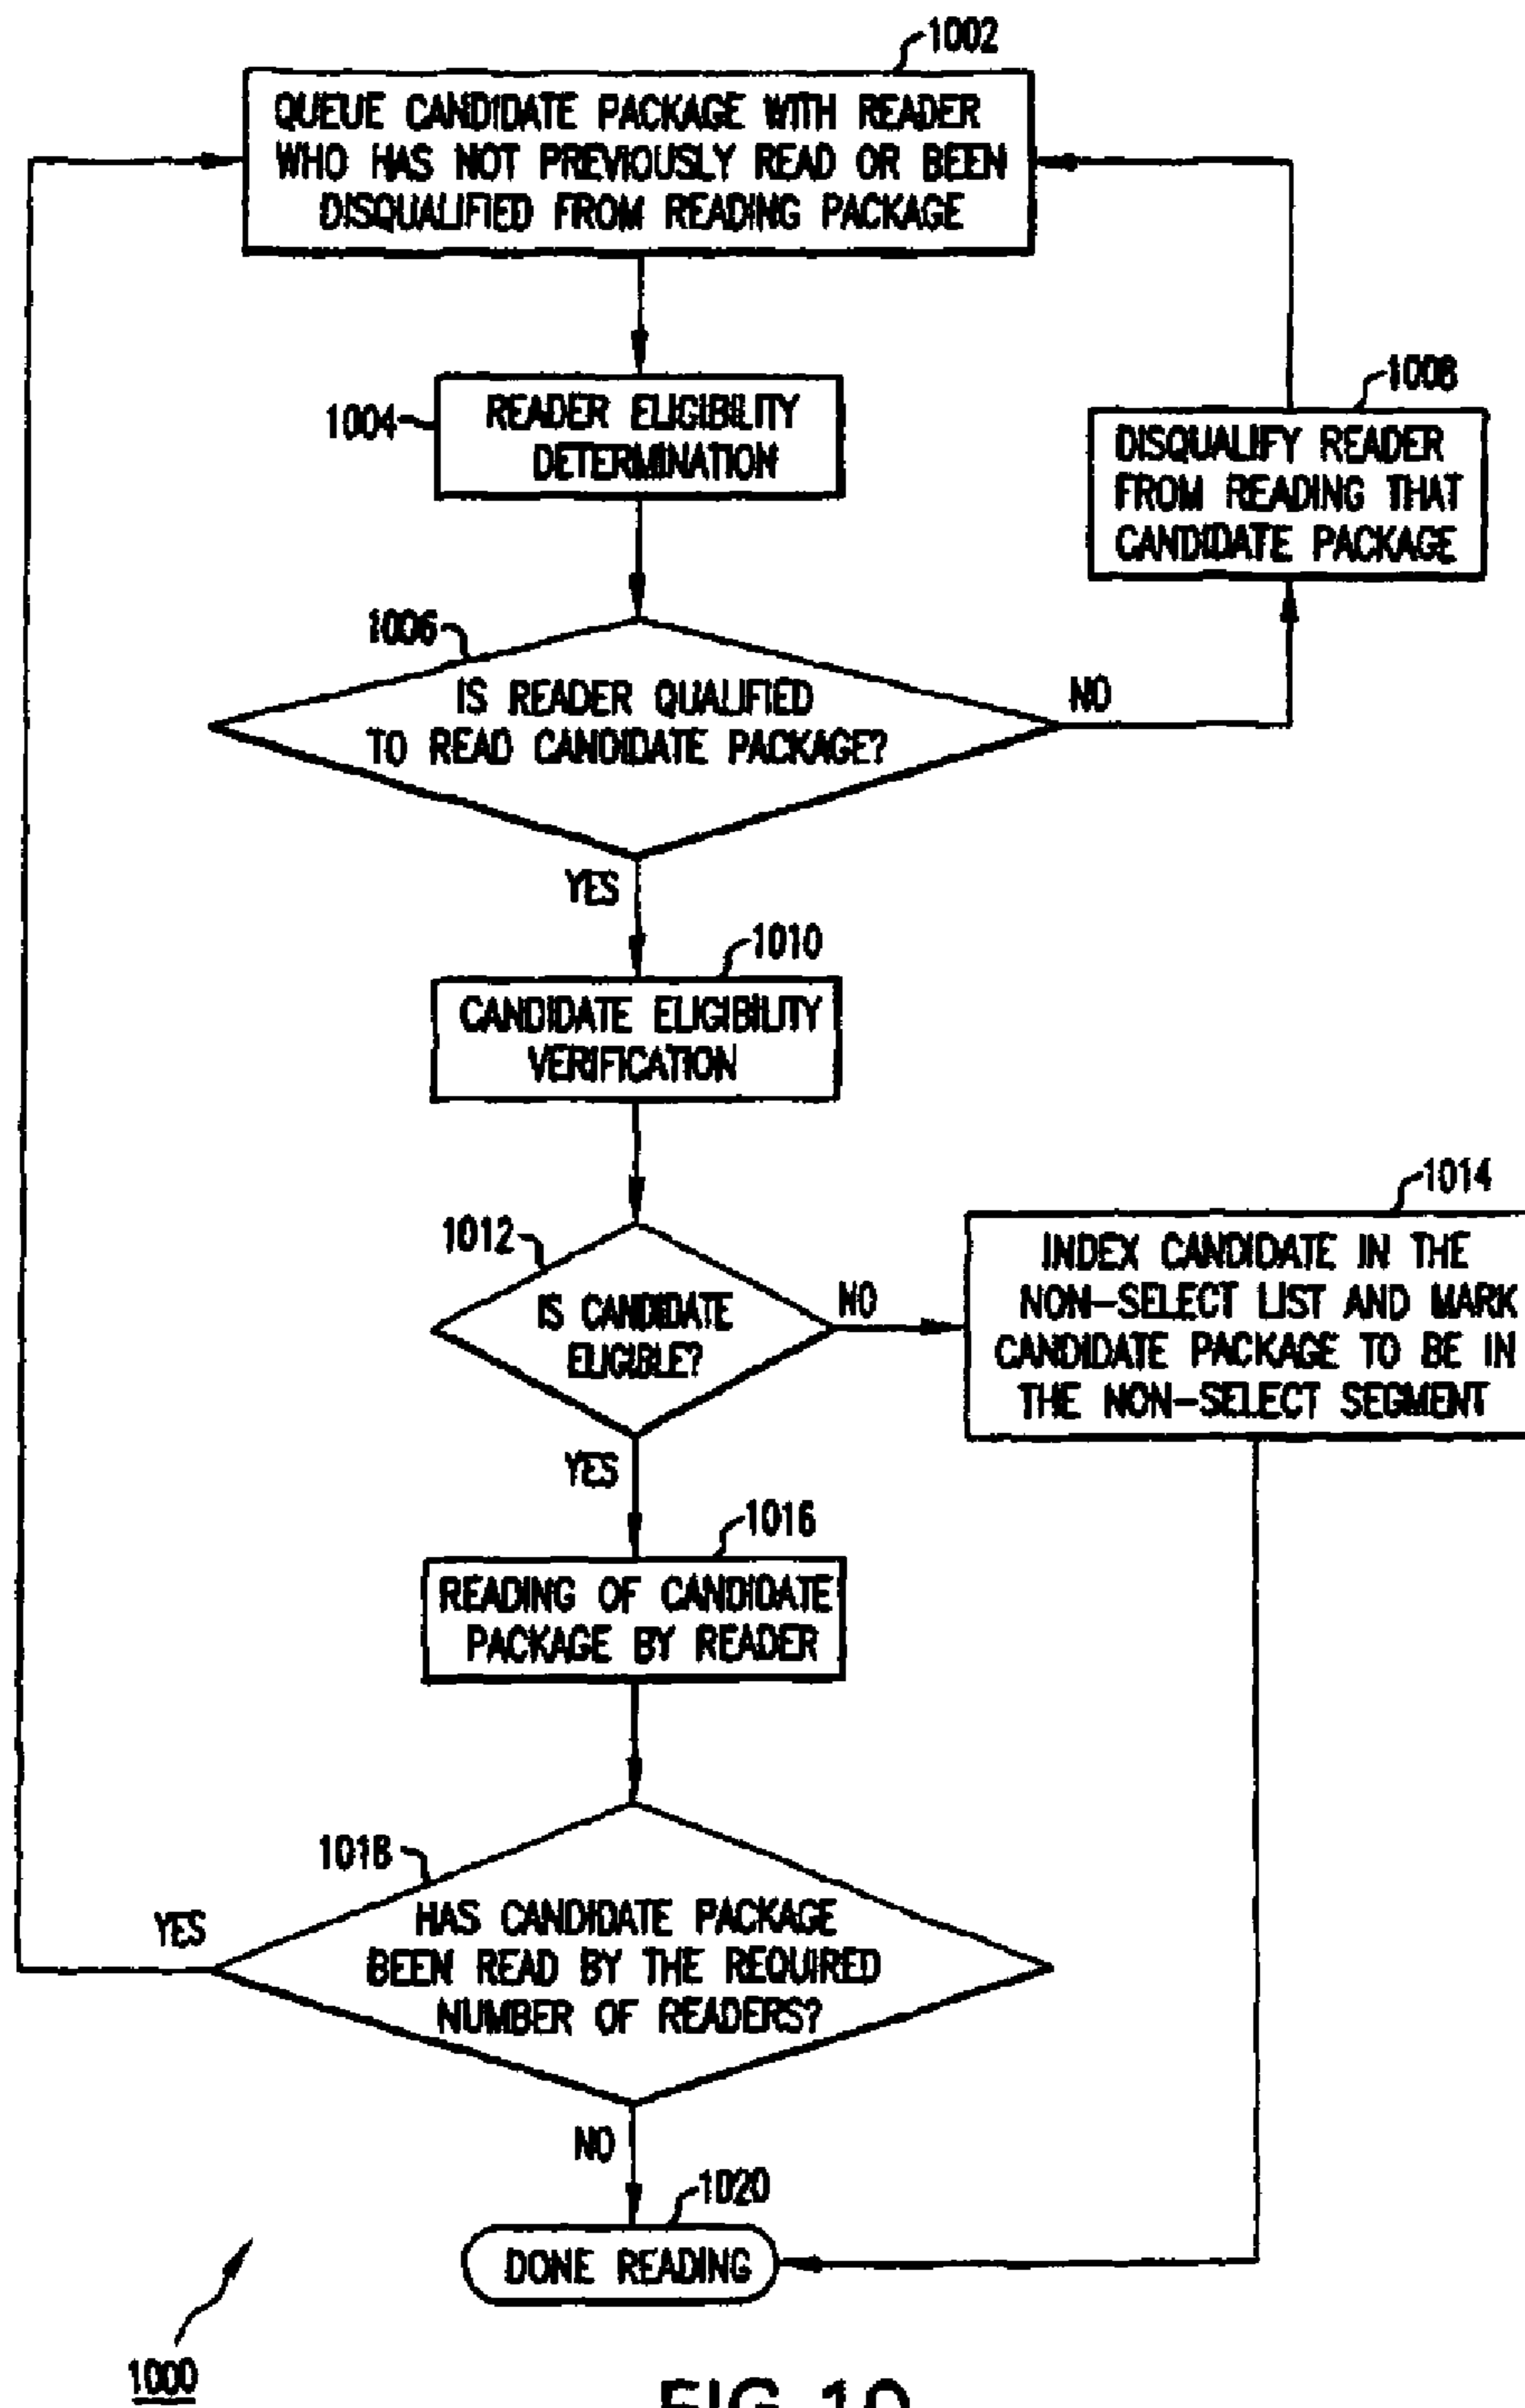 1002
QUEUE CANDIDATE PACKAGE WITH READER
WHO HAS NOT PREVIOUSLY READ OR BEEN
DISQUALIFIED FROM READING PACKAGE
1004
READER ELIGIBILITY
DETERMINATION
1008
DISQUALIFY READER
FROM READING THAT
CANDIDATE PACKAGE
1006
IS READER QUALIFIED
TO READ CANDIDATE PACKAGE?
NO
YES
1010
CANDIDATE ELIGIBILITY
VERIFICATION
1012
IS CANDIDATE
ELIGIBLE?
NO
1014
INDEX CANDIDATE IN THE
NON-SELECT LIST AND MARK
CANDIDATE PACKAGE TO BE IN
THE NON-SELECT SEGMENT
YES
1016
READING OF CANDIDATE
PACKAGE BY READER
1018
HAS CANDIDATE PACKAGE
BEEN READ BY THE REQUIRED
NUMBER OF READERS?
YES
NO
1020
DONE READING
1000
FIG. 10